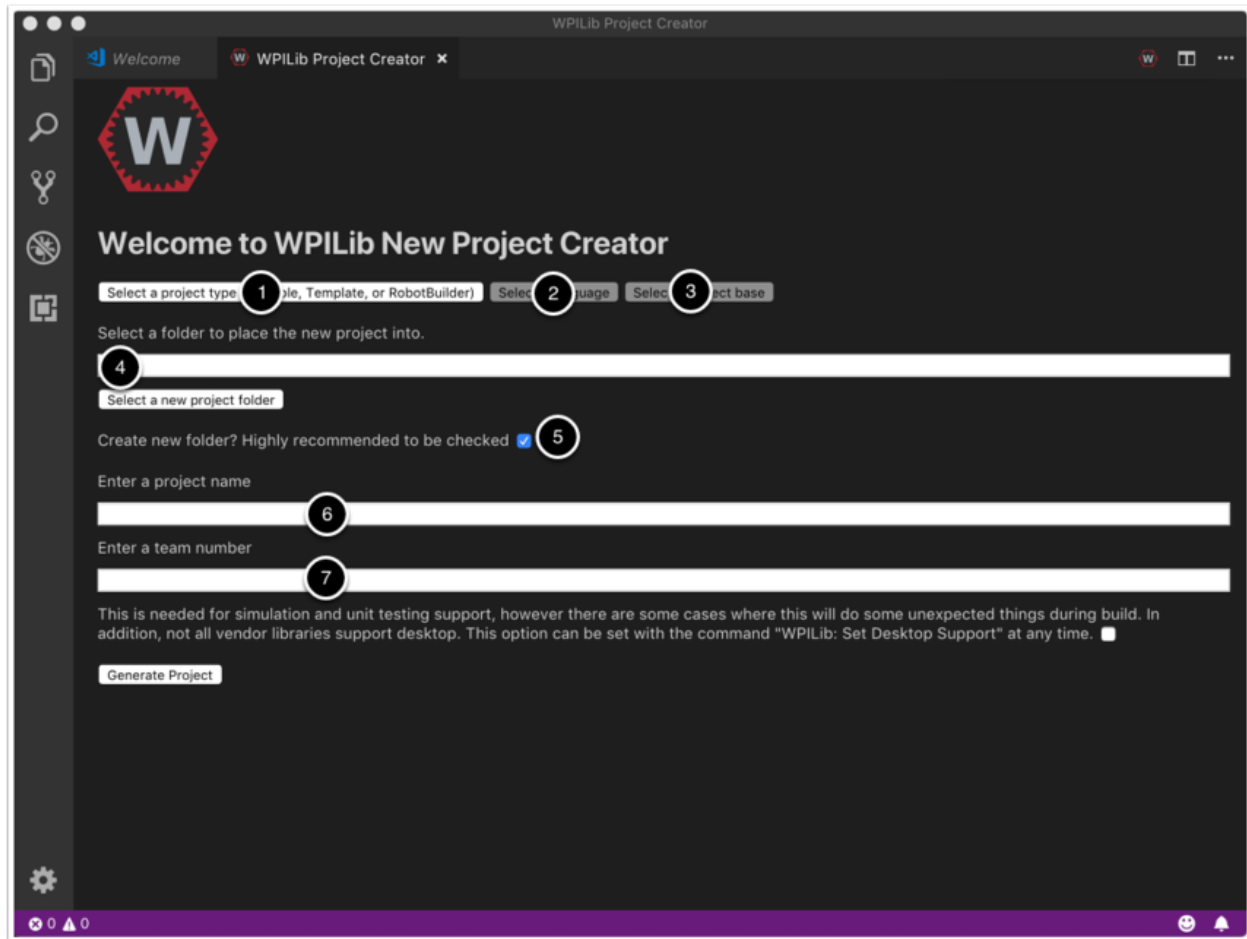 WPILib Project Creator
Welcome
W WPILib Project Creator ×
W
W
Welcome to WPILib New Project Creator
Select a project type 1 ple, Template, or RobotBuilder) Selec 2 uage Selec 3 ect base
Select a folder to place the new project into.
4
Select a new project folder
Create new folder? Highly recommended to be checked 5
Enter a project name
6
Enter a team number
7
This is needed for simulation and unit testing support, however there are some cases where this will do some unexpected things during build. In
addition, not all vendor libraries support desktop. This option can be set with the command "WPILib: Set Desktop Support" at any time.
Generate Project
0 0